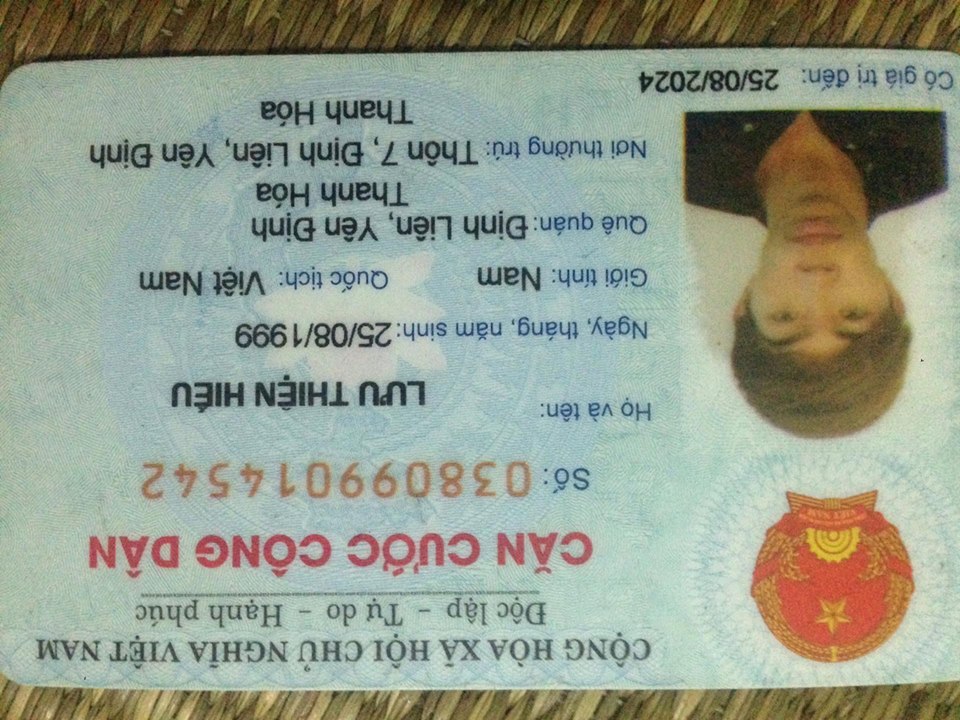 CỘNG HÒA XÃ HỘI CHỦ NGHĨA VIỆT NAM
Độc lập - Tự do - Hạnh phúc
CĂN CƯỚC CÔNG DÂN
Số: 038099014542
Họ và tên:
LƯU THIỆN HIẾU
Ngày, tháng, năm sinh: 25/08/1999
Giới tính: Nam Quốc tịch: Việt Nam
Quê quán: Định Liên, Yên Định
Thanh Hóa
Nơi thường trú: Thôn 7, Định Liên, Yên Định
Thanh Hóa
Có giá trị đến: 25/08/2024